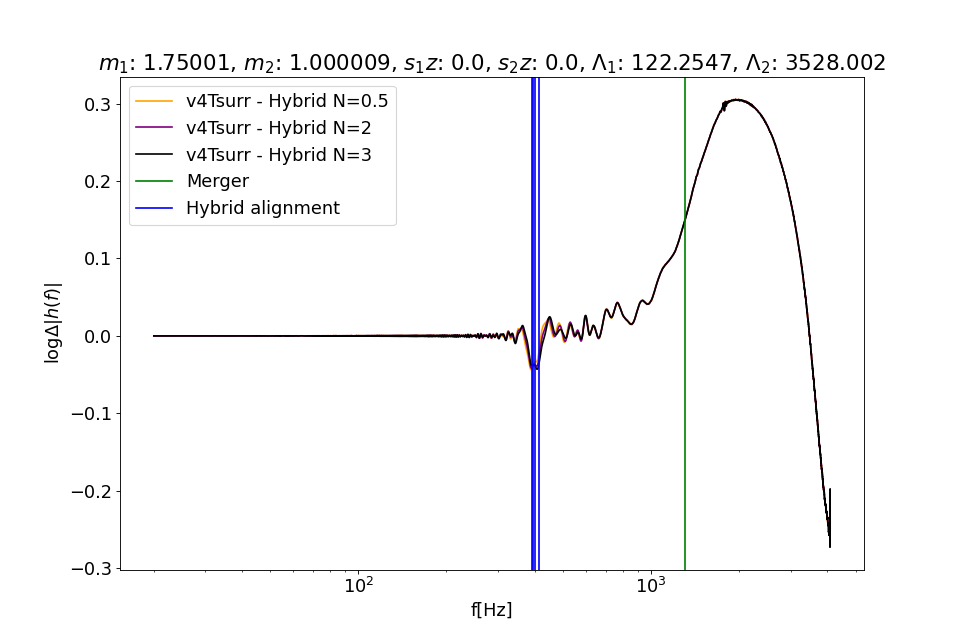 m₁: 1.75001, m₂: 1.000009, s₁z: 0.0, s₂z: 0.0, Λ₁: 122.2547, Λ₂: 3528.002
v4Tsurr - Hybrid N=0.5
v4Tsurr - Hybrid N=2
v4Tsurr - Hybrid N=3
Merger
Hybrid alignment
logΔ|h(f)|
0.3
0.2
0.1
0.0
−0.1
−0.2
−0.3
10² 10³
f[Hz]